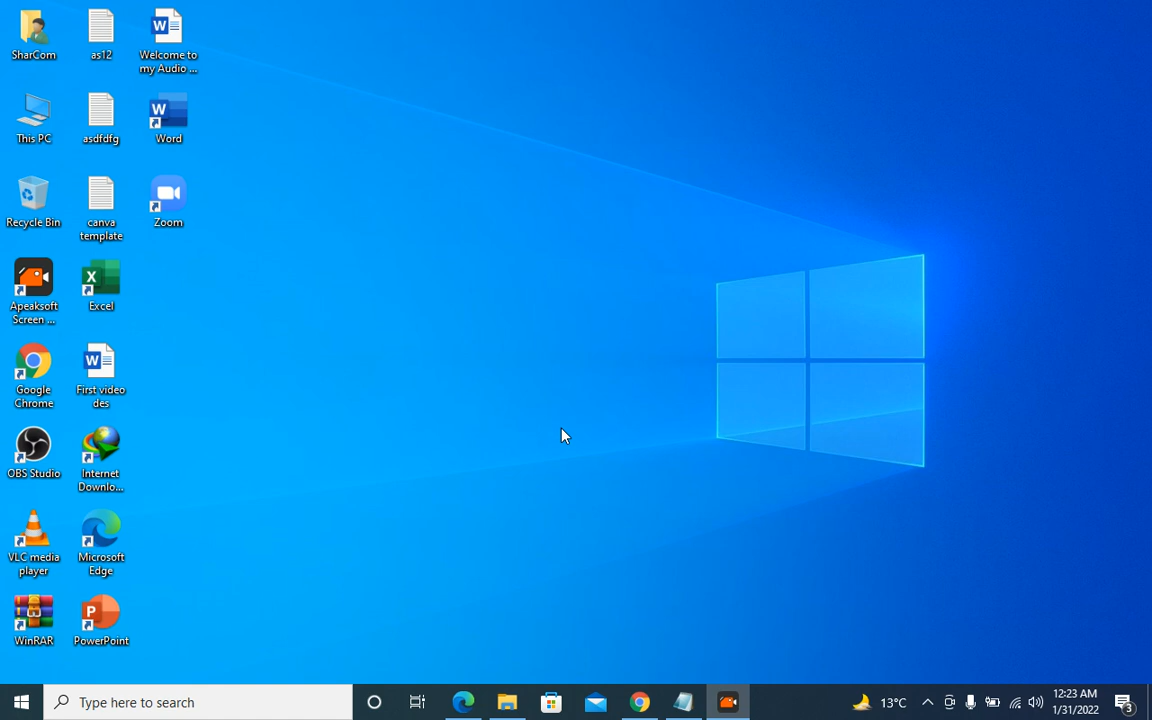 SharCom
as12
Welcome to
my Audio ...
This PC
asdfdfg
Word
Recycle Bin
canva
template
Zoom
Apeaksoft
Screen ...
Excel
Google
Chrome
First video
des
OBS Studio
Internet
Downlo...
VLC media
player
Microsoft
Edge
WinRAR
PowerPoint
Type here to search
13°C
12:23 AM
1/31/2022
3